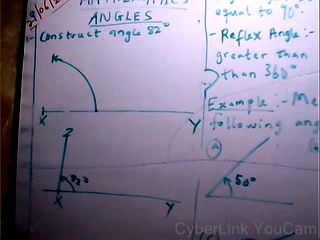 ANGLES
- Construct angle 82°
X Y
Z
82°
X Y
equal to 90°.
- Reflex Angle:-
greater than
than 360°
Example:- Me
following ang
a
50°
CyberLink YouCam